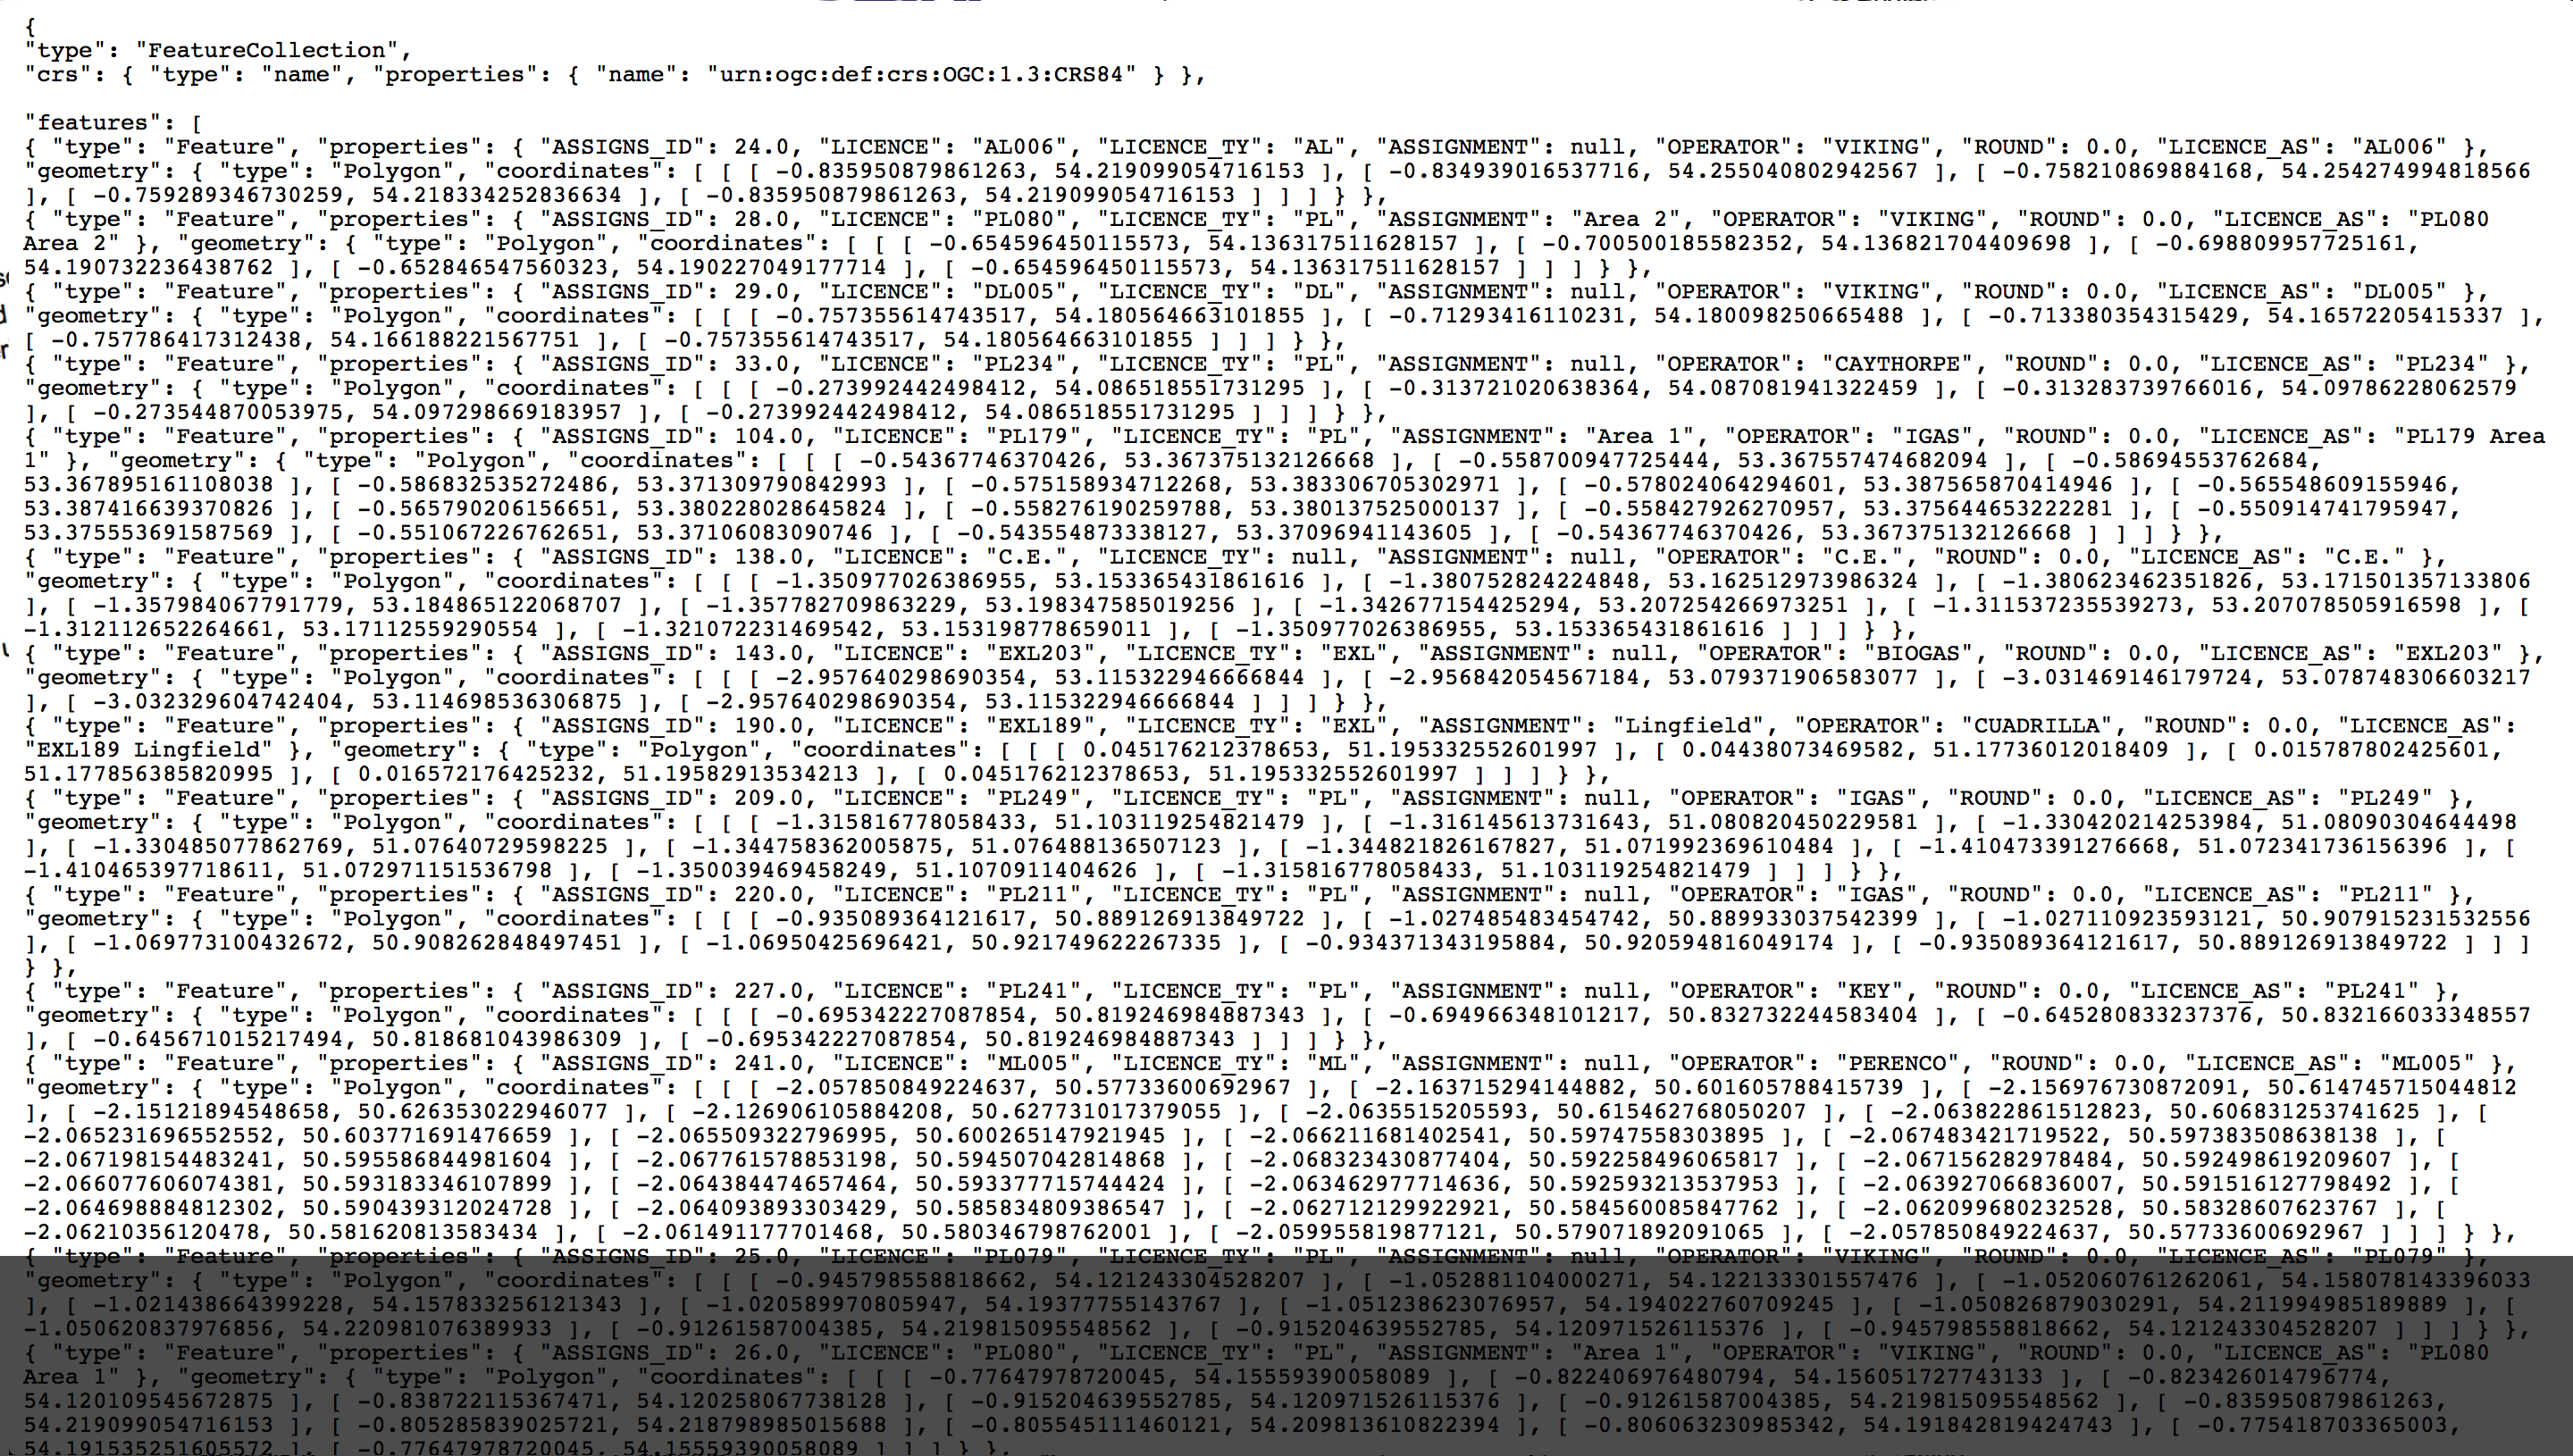 {
"type": "FeatureCollection",
"crs": { "type": "name", "properties": { "name": "urn:ogc:def:crs:OGC:1.3:CRS84" } },
"features": [
{ "type": "Feature", "properties": { "ASSIGNS_ID": 24.0, "LICENCE": "AL006", "LICENCE_TY": "AL", "ASSIGNMENT": null, "OPERATOR": "VIKING", "ROUND": 0.0, "LICENCE_AS": "AL006" },
"geometry": { "type": "Polygon", "coordinates": [ [ [ -0.835950879861263, 54.219099054716153 ], [ -0.834939016537716, 54.255040802942567 ], [ -0.758210869884168, 54.254274994818566
], [ -0.759289346730259, 54.218334252836634 ], [ -0.835950879861263, 54.219099054716153 ] ] ] } },
{ "type": "Feature", "properties": { "ASSIGNS_ID": 28.0, "LICENCE": "PL080", "LICENCE_TY": "PL", "ASSIGNMENT": "Area 2", "OPERATOR": "VIKING", "ROUND": 0.0, "LICENCE_AS": "PL080
Area 2" }, "geometry": { "type": "Polygon", "coordinates": [ [ [ -0.654596450115573, 54.136317511628157 ], [ -0.700500185582352, 54.136821704409698 ], [ -0.698809957725161,
54.190732236438762 ], [ -0.652846547560323, 54.190227049177714 ], [ -0.654596450115573, 54.136317511628157 ] ] ] } },
{ "type": "Feature", "properties": { "ASSIGNS_ID": 29.0, "LICENCE": "DL005", "LICENCE_TY": "DL", "ASSIGNMENT": null, "OPERATOR": "VIKING", "ROUND": 0.0, "LICENCE_AS": "DL005" },
"geometry": { "type": "Polygon", "coordinates": [ [ [ -0.757355614743517, 54.180564663101855 ], [ -0.71293416110231, 54.180098250665488 ], [ -0.713380354315429, 54.16572205415337 ],
[ -0.757786417312438, 54.166188221567751 ], [ -0.757355614743517, 54.180564663101855 ] ] ] } },
{ "type": "Feature", "properties": { "ASSIGNS_ID": 33.0, "LICENCE": "PL234", "LICENCE_TY": "PL", "ASSIGNMENT": null, "OPERATOR": "CAYTHORPE", "ROUND": 0.0, "LICENCE_AS": "PL234" },
"geometry": { "type": "Polygon", "coordinates": [ [ [ -0.273992442498412, 54.086518551731295 ], [ -0.313721020638364, 54.087081941322459 ], [ -0.313283739766016, 54.09786228062579
], [ -0.273544870053975, 54.097298669183957 ], [ -0.273992442498412, 54.086518551731295 ] ] ] } },
{ "type": "Feature", "properties": { "ASSIGNS_ID": 104.0, "LICENCE": "PL179", "LICENCE_TY": "PL", "ASSIGNMENT": "Area 1", "OPERATOR": "IGAS", "ROUND": 0.0, "LICENCE_AS": "PL179 Area
1" }, "geometry": { "type": "Polygon", "coordinates": [ [ [ -0.54367746370426, 53.367375132126668 ], [ -0.558700947725444, 53.367557474682094 ], [ -0.58694553762684,
53.367895161108038 ], [ -0.586832535272486, 53.371309790842993 ], [ -0.575158934712268, 53.383306705302971 ], [ -0.578024064294601, 53.387565870414946 ], [ -0.565548609155946,
53.387416639370826 ], [ -0.565790206156651, 53.380228028645824 ], [ -0.558276190259788, 53.380137525000137 ], [ -0.558427926270957, 53.375644653222281 ], [ -0.550914741795947,
53.375553691587569 ], [ -0.551067226762651, 53.37106083090746 ], [ -0.543554873338127, 53.37096941143605 ], [ -0.54367746370426, 53.367375132126668 ] ] ] } },
{ "type": "Feature", "properties": { "ASSIGNS_ID": 138.0, "LICENCE": "C.E.", "LICENCE_TY": null, "ASSIGNMENT": null, "OPERATOR": "C.E.", "ROUND": 0.0, "LICENCE_AS": "C.E." },
"geometry": { "type": "Polygon", "coordinates": [ [ [ -1.350977026386955, 53.153365431861616 ], [ -1.380752824224848, 53.162512973986324 ], [ -1.380623462351826, 53.171501357133806
], [ -1.357984067791779, 53.184865122068707 ], [ -1.357782709863229, 53.198347585019256 ], [ -1.342677154425294, 53.207254266973251 ], [ -1.311537235539273, 53.207078505916598 ], [
-1.312112652264661, 53.17112559290554 ], [ -1.321072231469542, 53.153198778659011 ], [ -1.350977026386955, 53.153365431861616 ] ] ] } },
{ "type": "Feature", "properties": { "ASSIGNS_ID": 143.0, "LICENCE": "EXL203", "LICENCE_TY": "EXL", "ASSIGNMENT": null, "OPERATOR": "BIOGAS", "ROUND": 0.0, "LICENCE_AS": "EXL203" },
"geometry": { "type": "Polygon", "coordinates": [ [ [ -2.957640298690354, 53.115322946666844 ], [ -2.956842054567184, 53.079371906583077 ], [ -3.031469146179724, 53.078748306603217
], [ -3.032329604742404, 53.114698536306875 ], [ -2.957640298690354, 53.115322946666844 ] ] ] } },
{ "type": "Feature", "properties": { "ASSIGNS_ID": 190.0, "LICENCE": "EXL189", "LICENCE_TY": "EXL", "ASSIGNMENT": "Lingfield", "OPERATOR": "CUADRILLA", "ROUND": 0.0, "LICENCE_AS":
"EXL189 Lingfield" }, "geometry": { "type": "Polygon", "coordinates": [ [ [ 0.045176212378653, 51.195332552601997 ], [ 0.04438073469582, 51.17736012018409 ], [ 0.015787802425601,
51.177856385820995 ], [ 0.016572176425232, 51.19582913534213 ], [ 0.045176212378653, 51.195332552601997 ] ] ] } },
{ "type": "Feature", "properties": { "ASSIGNS_ID": 209.0, "LICENCE": "PL249", "LICENCE_TY": "PL", "ASSIGNMENT": null, "OPERATOR": "IGAS", "ROUND": 0.0, "LICENCE_AS": "PL249" },
"geometry": { "type": "Polygon", "coordinates": [ [ [ -1.315816778058433, 51.103119254821479 ], [ -1.316145613731643, 51.080820450229581 ], [ -1.330420214253984, 51.08090304644498
], [ -1.330485077862769, 51.07640729598225 ], [ -1.344758362005875, 51.076488136507123 ], [ -1.344821826167827, 51.071992369610484 ], [ -1.410473391276668, 51.072341736156396 ], [
-1.410465397718611, 51.072971151536798 ], [ -1.350039469458249, 51.1070911404626 ], [ -1.315816778058433, 51.103119254821479 ] ] ] } },
{ "type": "Feature", "properties": { "ASSIGNS_ID": 220.0, "LICENCE": "PL211", "LICENCE_TY": "PL", "ASSIGNMENT": null, "OPERATOR": "IGAS", "ROUND": 0.0, "LICENCE_AS": "PL211" },
"geometry": { "type": "Polygon", "coordinates": [ [ [ -0.935089364121617, 50.889126913849722 ], [ -1.027485483454742, 50.889933037542399 ], [ -1.027110923593121, 50.907915231532556
], [ -1.069773100432672, 50.908262848497451 ], [ -1.06950425696421, 50.921749622267335 ], [ -0.934371343195884, 50.920594816049174 ], [ -0.935089364121617, 50.889126913849722 ] ] ]
} },
{ "type": "Feature", "properties": { "ASSIGNS_ID": 227.0, "LICENCE": "PL241", "LICENCE_TY": "PL", "ASSIGNMENT": null, "OPERATOR": "KEY", "ROUND": 0.0, "LICENCE_AS": "PL241" },
"geometry": { "type": "Polygon", "coordinates": [ [ [ -0.695342227087854, 50.819246984887343 ], [ -0.694966348101217, 50.832732244583404 ], [ -0.645280833237376, 50.832166033348557
], [ -0.645671015217494, 50.818681043986309 ], [ -0.695342227087854, 50.819246984887343 ] ] ] } },
{ "type": "Feature", "properties": { "ASSIGNS_ID": 241.0, "LICENCE": "ML005", "LICENCE_TY": "ML", "ASSIGNMENT": null, "OPERATOR": "PERENCO", "ROUND": 0.0, "LICENCE_AS": "ML005" },
"geometry": { "type": "Polygon", "coordinates": [ [ [ -2.057850849224637, 50.57733600692967 ], [ -2.163715294144882, 50.601605788415739 ], [ -2.156976730872091, 50.614745715044812
], [ -2.15121894548658, 50.626353022946077 ], [ -2.126906105884208, 50.627731017379055 ], [ -2.0635515205593, 50.615462768050207 ], [ -2.063822861512823, 50.606831253741625 ], [
-2.065231696552552, 50.603771691476659 ], [ -2.065509322796995, 50.600265147921945 ], [ -2.066211681402541, 50.59747558303895 ], [ -2.067483421719522, 50.597383508638138 ], [
-2.067198154483241, 50.595586844981604 ], [ -2.067761578853198, 50.594507042814868 ], [ -2.068323430877404, 50.592258496065817 ], [ -2.067156282978484, 50.592498619209607 ], [
-2.066077606074381, 50.593183346107899 ], [ -2.064384474657464, 50.593377715744424 ], [ -2.063462977714636, 50.592593213537953 ], [ -2.063927066836007, 50.591516127798492 ], [
-2.064698884812302, 50.590439312024728 ], [ -2.064093893303429, 50.585834809386547 ], [ -2.062712129922921, 50.584560085847762 ], [ -2.062099680232528, 50.58328607623767 ], [
-2.06210356120478, 50.581620813583434 ], [ -2.061491177701468, 50.580346798762001 ], [ -2.059955819877121, 50.579071892091065 ], [ -2.057850849224637, 50.57733600692967 ] ] ] } },
{ "type": "Feature", "properties": { "ASSIGNS_ID": 25.0, "LICENCE": "PL079", "LICENCE_TY": "PL", "ASSIGNMENT": null, "OPERATOR": "VIKING", "ROUND": 0.0, "LICENCE_AS": "PL079" },
"geometry": { "type": "Polygon", "coordinates": [ [ [ -0.945798558818662, 54.121243304528207 ], [ -1.052881104000271, 54.122133301557476 ], [ -1.052060761262061, 54.158078143396033
], [ -1.021438664399228, 54.157833256121343 ], [ -1.020589970805947, 54.19377755143767 ], [ -1.051238623076957, 54.194022760709245 ], [ -1.050826879030291, 54.211994985189889 ], [
-1.050620837976856, 54.220981076389933 ], [ -0.91261587004385, 54.219815095548562 ], [ -0.915204639552785, 54.120971526115376 ], [ -0.945798558818662, 54.121243304528207 ] ] ] } },
{ "type": "Feature", "properties": { "ASSIGNS_ID": 26.0, "LICENCE": "PL080", "LICENCE_TY": "PL", "ASSIGNMENT": "Area 1", "OPERATOR": "VIKING", "ROUND": 0.0, "LICENCE_AS": "PL080
Area 1" }, "geometry": { "type": "Polygon", "coordinates": [ [ [ -0.77647978720045, 54.15559390058089 ], [ -0.822406976480794, 54.156051727743133 ], [ -0.823426014796774,
54.120109545672875 ], [ -0.838722115367471, 54.120258067738128 ], [ -0.915204639552785, 54.120971526115376 ], [ -0.91261587004385, 54.219815095548562 ], [ -0.835950879861263,
54.219099054716153 ], [ -0.805285839025721, 54.218798985015688 ], [ -0.805545111460121, 54.209813610822394 ], [ -0.806063230985342, 54.191842819424743 ], [ -0.775418703365003,
54.191535251605572 ], [ -0.77647978720045, 54.15559390058089 ] ] ] } },